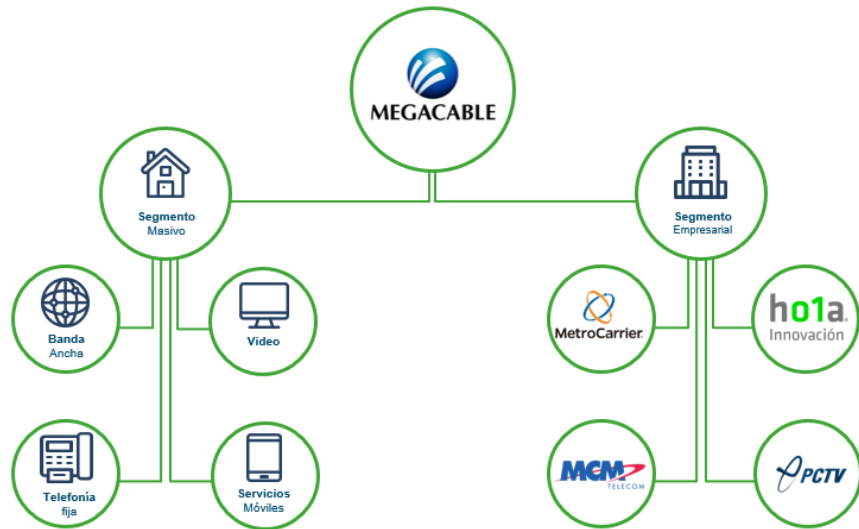 MEGACABLE
Segmento
Masivo
Segmento
Empresarial
Banda
Ancha
Video
MetroCarrier
ho1a
Innovación
Telefonía
fija
Servicios
Móviles
MCM
TELECOM
PCTV